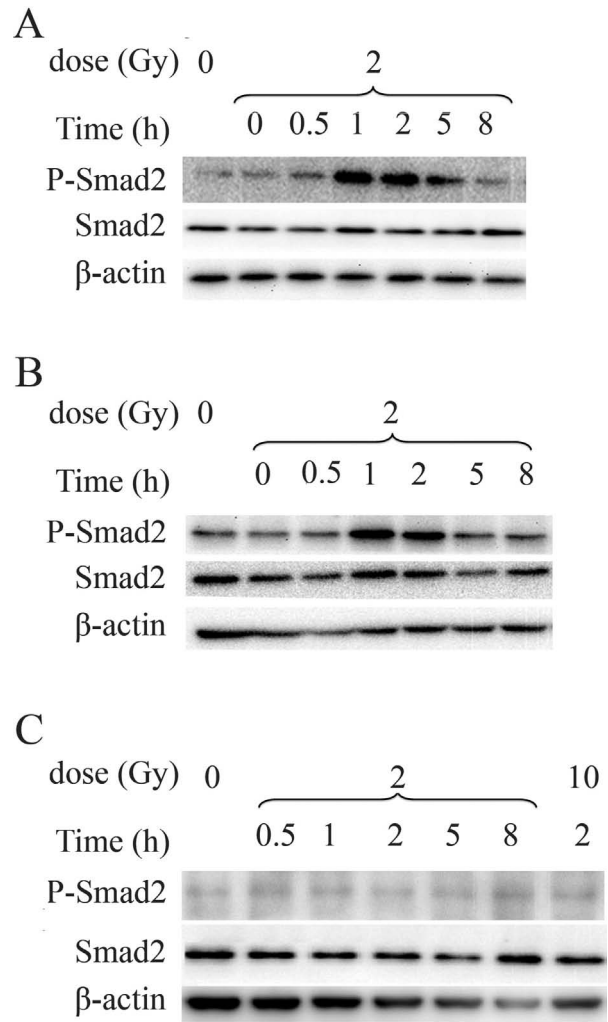 A
dose (Gy) 0 2
Time (h) 0 0.5 1 2 5 8
P-Smad2
Smad2
β-actin
B
dose (Gy) 0 2
Time (h) 0 0.5 1 2 5 8
P-Smad2
Smad2
β-actin
C
dose (Gy) 0 2 10
Time (h) 0.5 1 2 5 8 2
P-Smad2
Smad2
β-actin